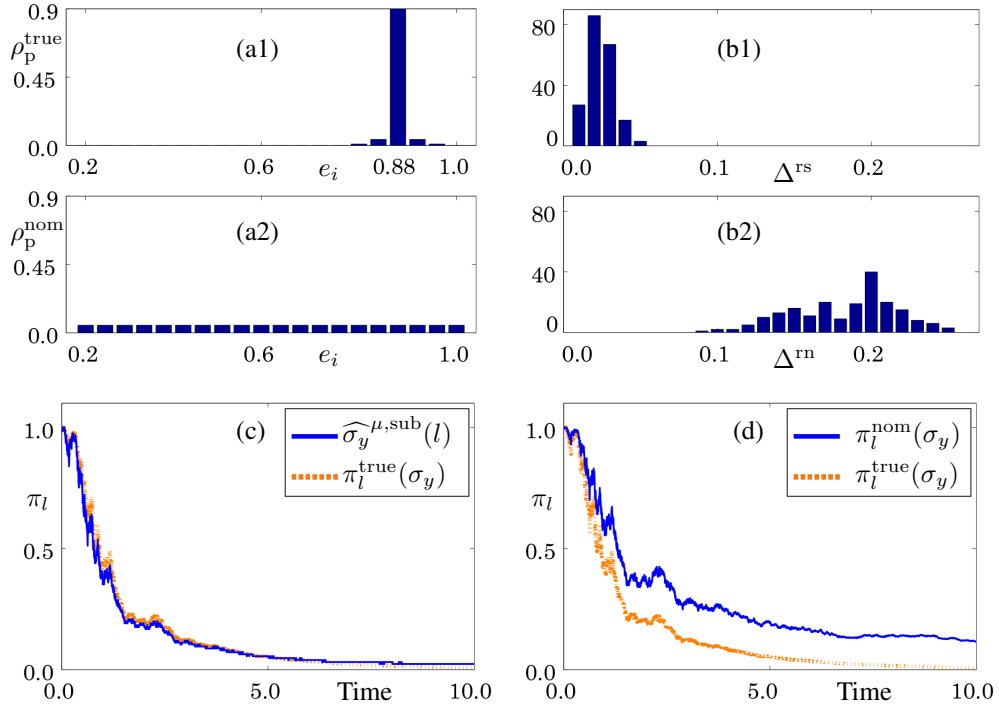 0.9 (a1) ρ_p^true 0.45 0.0
0.2 0.6 e_i 0.88 1.0
80 (b1) 40 0
0.0 0.1 Δ^rs 0.2
0.9 (a2) ρ_p^nom 0.45 0.0
0.2 0.6 e_i 1.0
80 (b2) 40 0
0.0 0.1 Δ^rn 0.2
1.0 (c) π_l 0.5 0.0
\widehat{σ_y}^{μ,sub}(l)
π_l^true(σ_y)
0.0 5.0 Time 10.0
1.0 (d) π_l 0.5 0.0
π_l^nom(σ_y)
π_l^true(σ_y)
0.0 5.0 Time 10.0